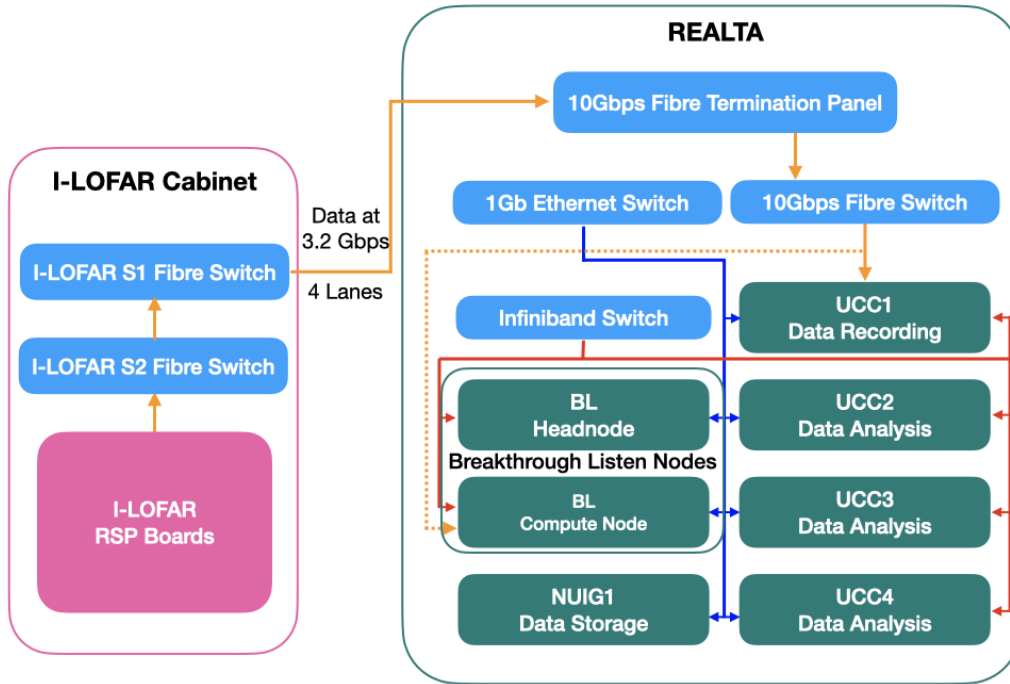 REALTA
10Gbps Fibre Termination Panel
I-LOFAR Cabinet
1Gb Ethernet Switch
10Gbps Fibre Switch
Data at
3.2 Gbps
4 Lanes
I-LOFAR S1 Fibre Switch
I-LOFAR S2 Fibre Switch
I-LOFAR
RSP Boards
Infiniband Switch
UCC1
Data Recording
BL
Headnode
UCC2
Data Analysis
Breakthrough Listen Nodes
BL
Compute Node
UCC3
Data Analysis
NUIG1
Data Storage
UCC4
Data Analysis